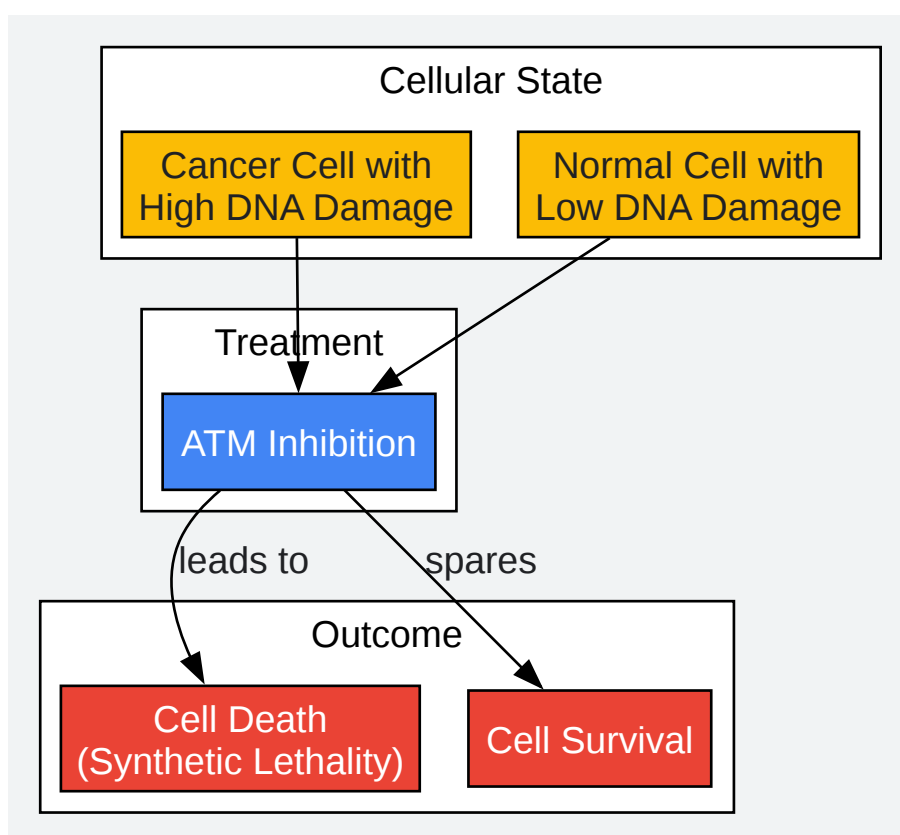 Cellular State
Cancer Cell with
High DNA Damage
Normal Cell with
Low DNA Damage
Treatment
ATM Inhibition
leads to
spares
Outcome
Cell Death
(Synthetic Lethality)
Cell Survival